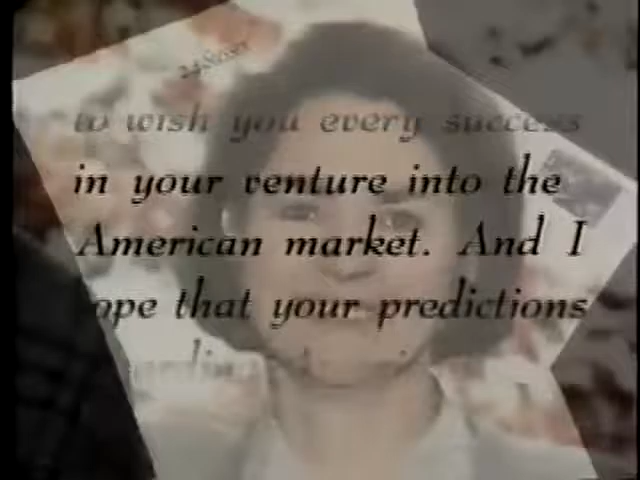 to wish you every success
in your venture into the
American market. And I
ope that your predictions